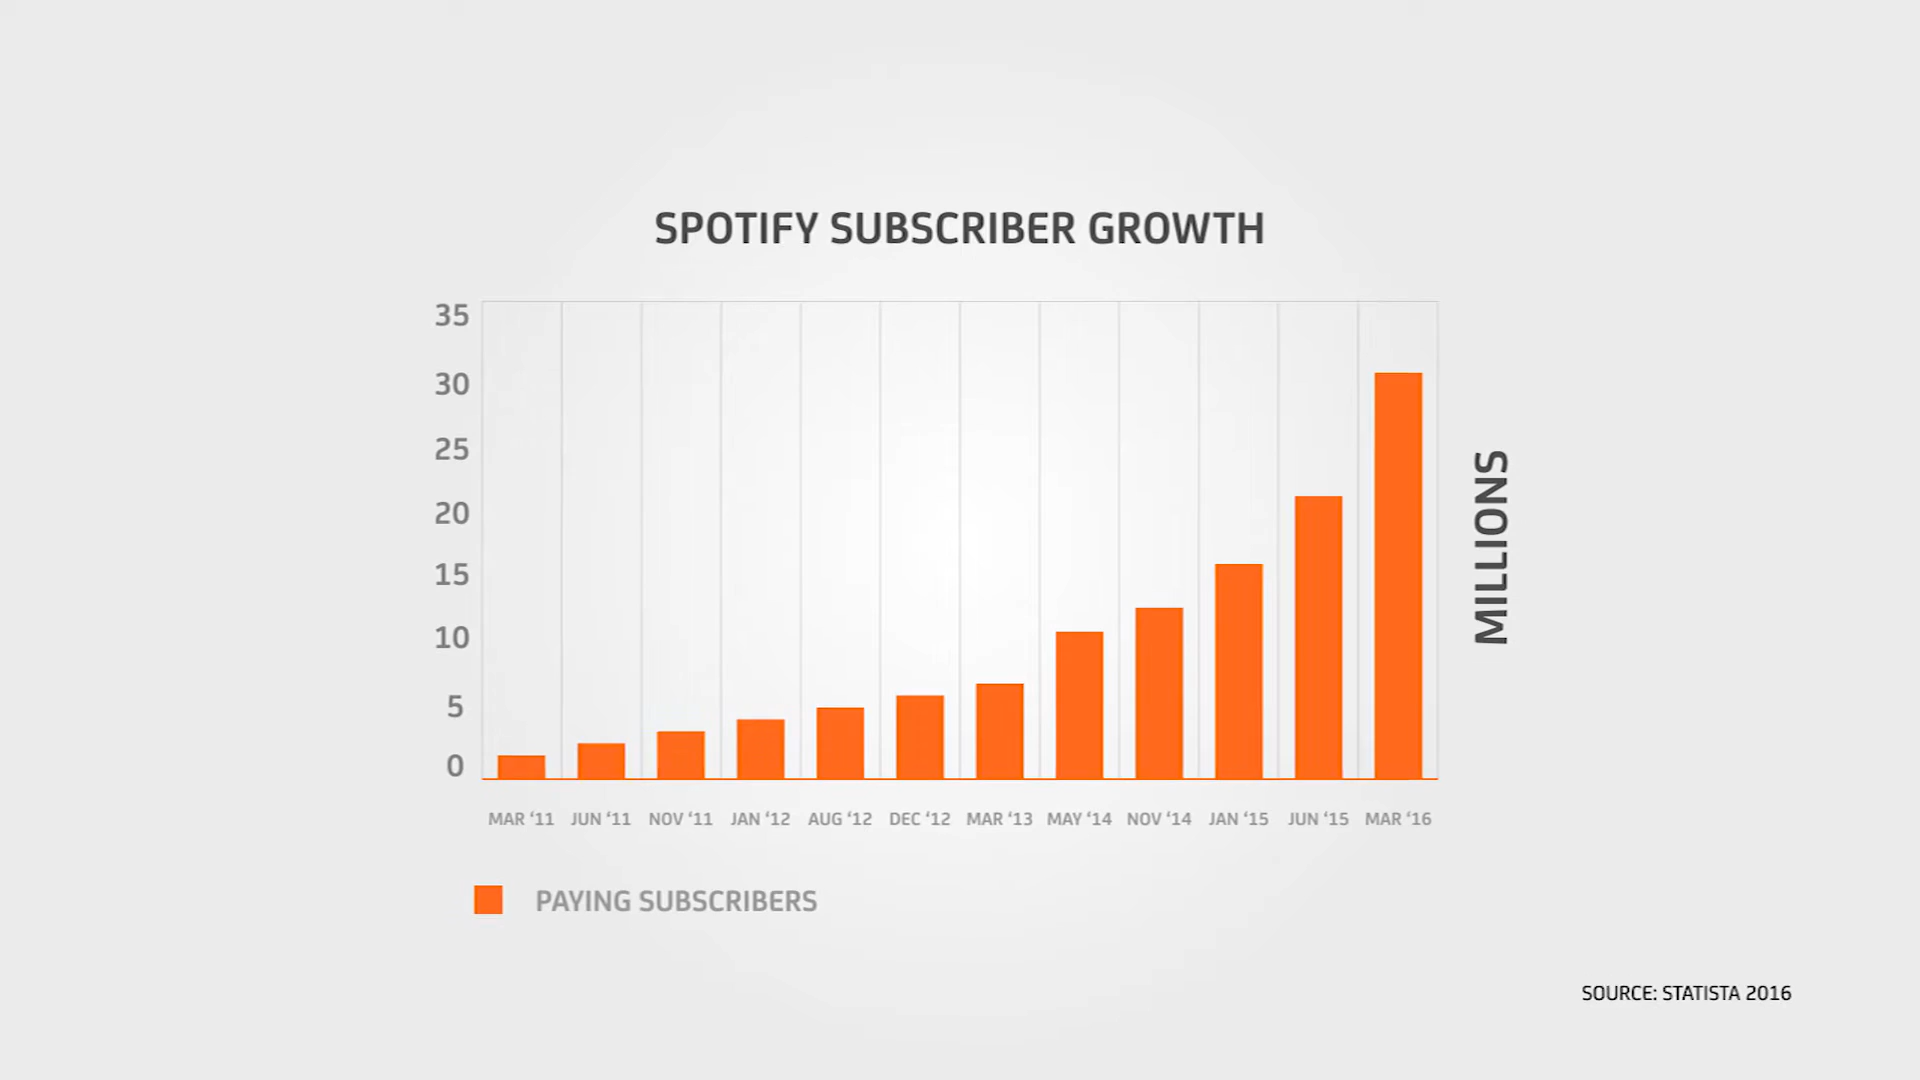 SPOTIFY SUBSCRIBER GROWTH
35
30
25
20
15
10
5
0
MILLIONS
MAR ‘11 JUN ‘11 NOV ‘11 JAN ‘12 AUG ‘12 DEC ‘12 MAR ‘13 MAY ‘14 NOV ‘14 JAN ‘15 JUN ‘15 MAR ‘16
PAYING SUBSCRIBERS
SOURCE: STATISTA 2016